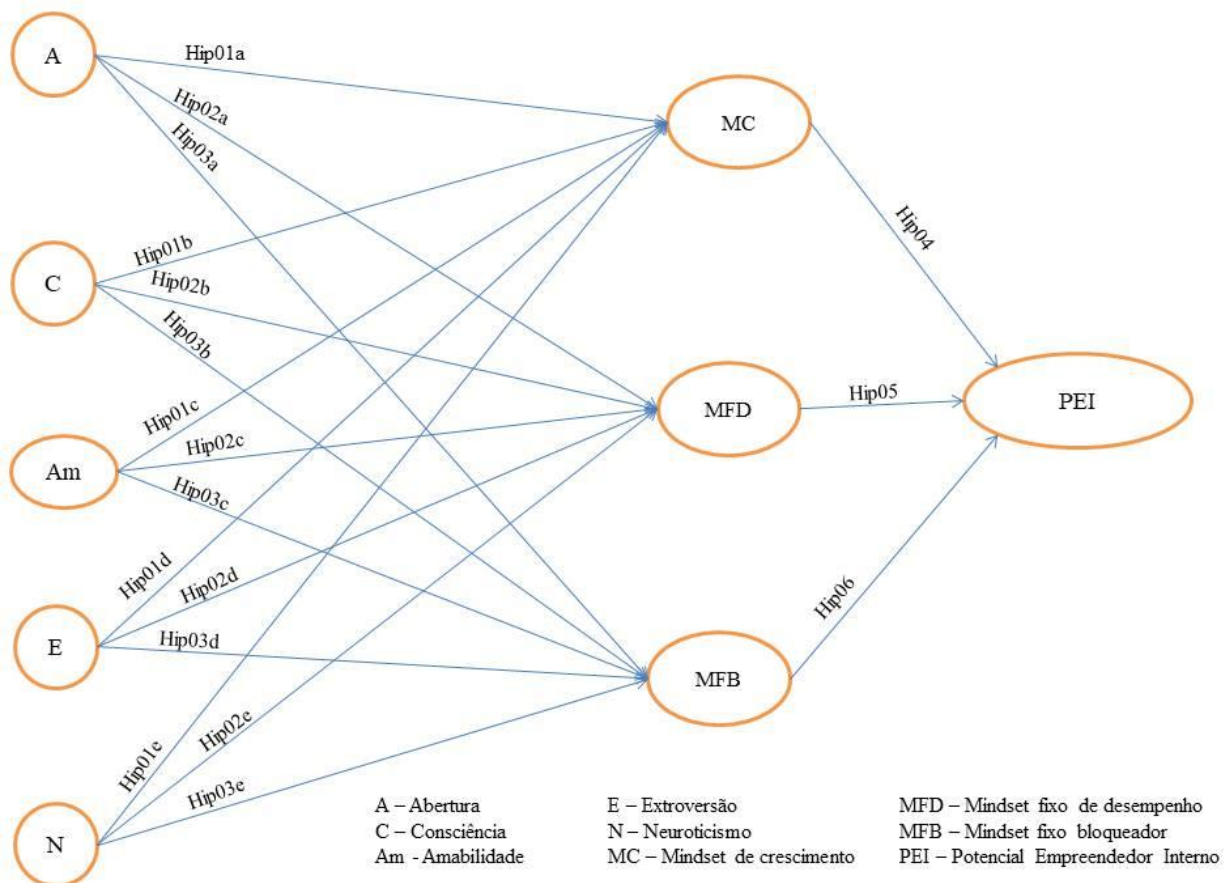 A
Hip01a
Hip02a
Hip03a
MC
C
Hip01b
Hip02b
Hip03b
Hip04
Am
Hip01c
Hip02c
Hip03c
MFD
Hip05
PEI
E
Hip01d
Hip02d
Hip03d
MFB
Hip06
N
Hip01e
Hip02e
Hip03e
A – Abertura
C – Consciência
Am - Amabilidade
E – Extroversão
N – Neuroticismo
MC – Mindset de crescimento
MFD – Mindset fixo de desempenho
MFB – Mindset fixo bloqueador
PEI – Potencial Empreendedor Interno